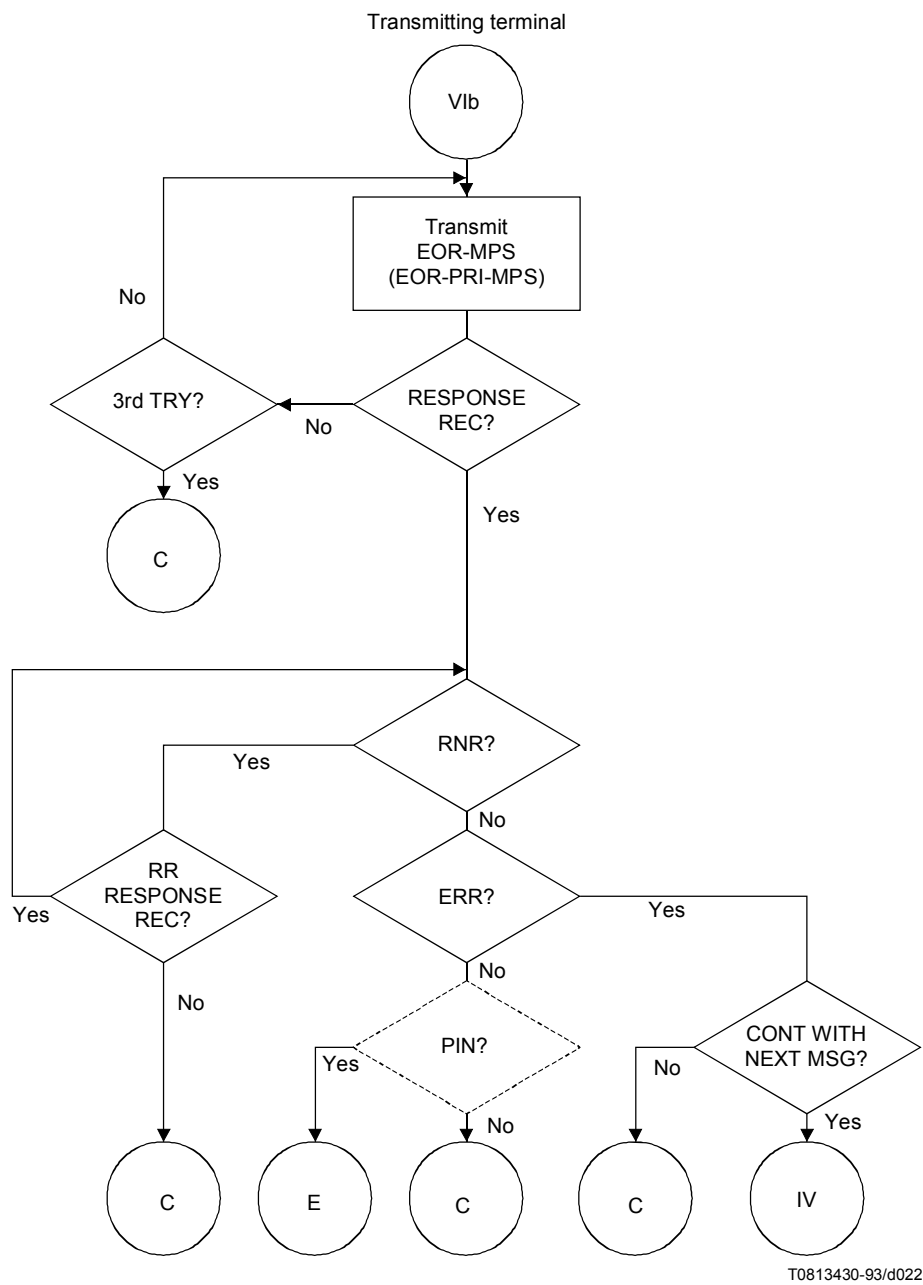 Transmitting terminal
VIb
Transmit
EOR-MPS
(EOR-PRI-MPS)
No
3rd TRY?
No
RESPONSE
REC?
Yes
Yes
C
RNR?
Yes
No
RR
RESPONSE
REC?
Yes
ERR?
Yes
No
No
PIN?
Yes
CONT WITH
NEXT MSG?
No
No
Yes
C
E
C
C
IV
T0813430-93/d022